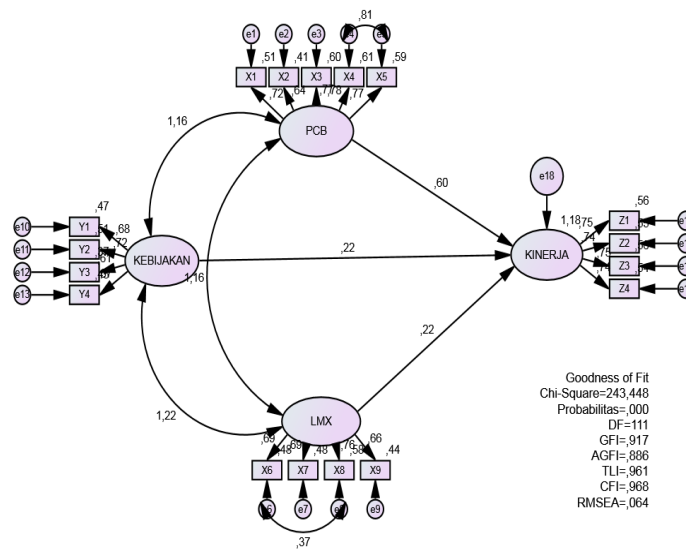 ,81
e1 e2 e3
,51 ,41 ,60 ,61 ,59
X1 X2 X3 X4 X5
,72 ,64 ,78 ,77
PCB
1,16
,60
e18
,47
e10 Y1 ,68
e11 Y2 ,72
e12 Y3
e13 Y4
KEBIJAKAN
,22
1,16
1,18 ,75 ,56
Z1
,74 Z2
,75 Z3
Z4
KINERJA
,22
1,22
LMX
,69 ,48 ,69 ,48 ,76 ,58 ,66 ,44
X6 X7 X8 X9
e7 e9
,37
Goodness of Fit
Chi-Square=243,448
Probabilitas=,000
DF=111
GFI=,917
AGFI=,886
TLI=,961
CFI=,968
RMSEA=,064